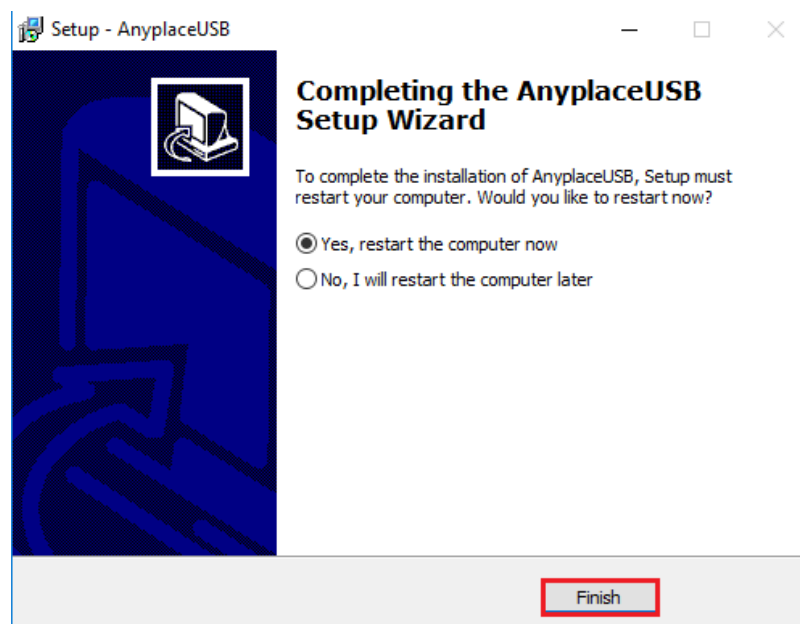 Setup - AnyplaceUSB
Completing the AnyplaceUSB
Setup Wizard
To complete the installation of AnyplaceUSB, Setup must
restart your computer. Would you like to restart now?
Yes, restart the computer now
No, I will restart the computer later
Finish